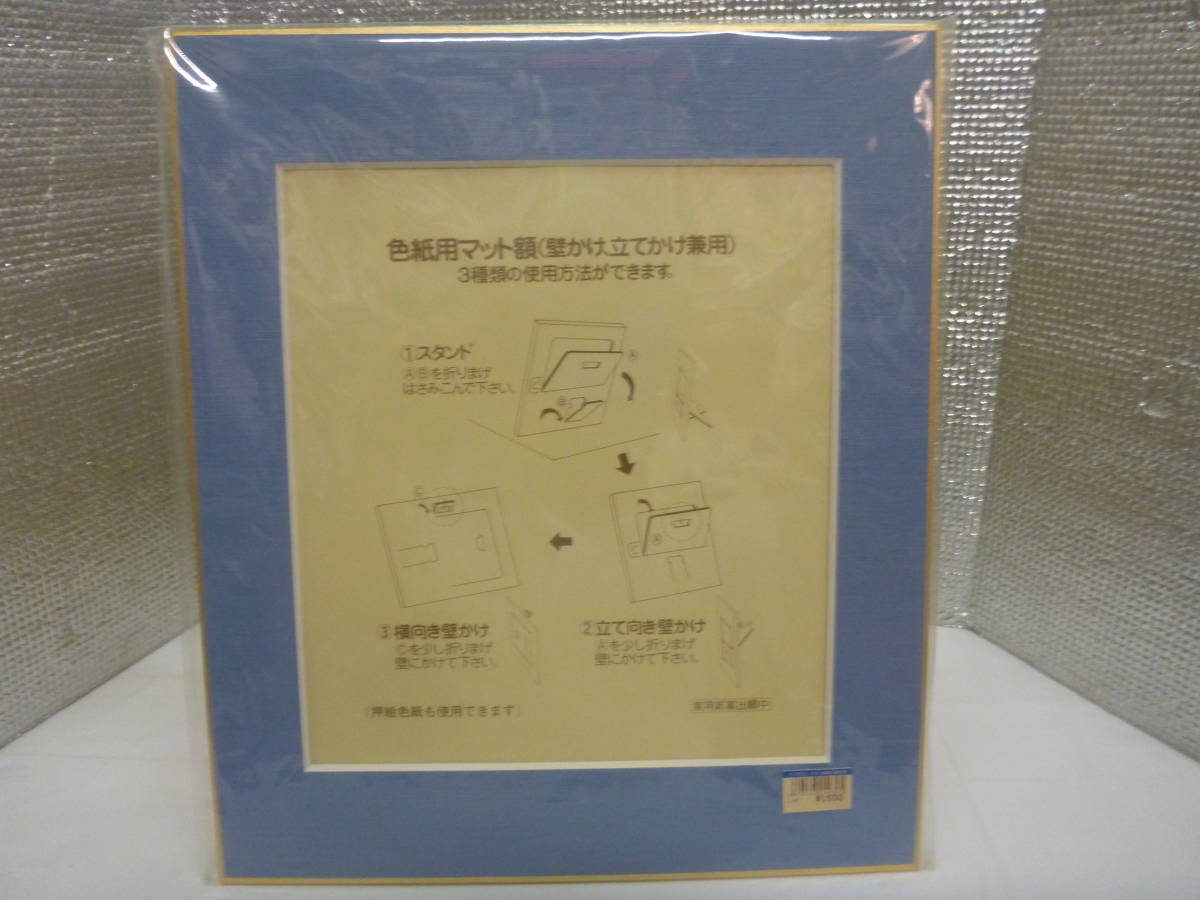 色紙用マット額(壁かけ、立てかけ兼用)
3種類の使用方法ができます。
①スタンド
Ⓐ Ⓑを折りまげ
はさみこんで下さい。
Ⓐ
Ⓒ
Ⓑ
Ⓒ
Ⓒ
Ⓐ
③横向き壁かけ
Ⓒを少し折りまげ
壁にかけて下さい。
②立て向き壁かけ
Ⓐを少し折りまげ
壁にかけて下さい。
(押絵色紙も使用できます)
実用新案出願中
¥1,500